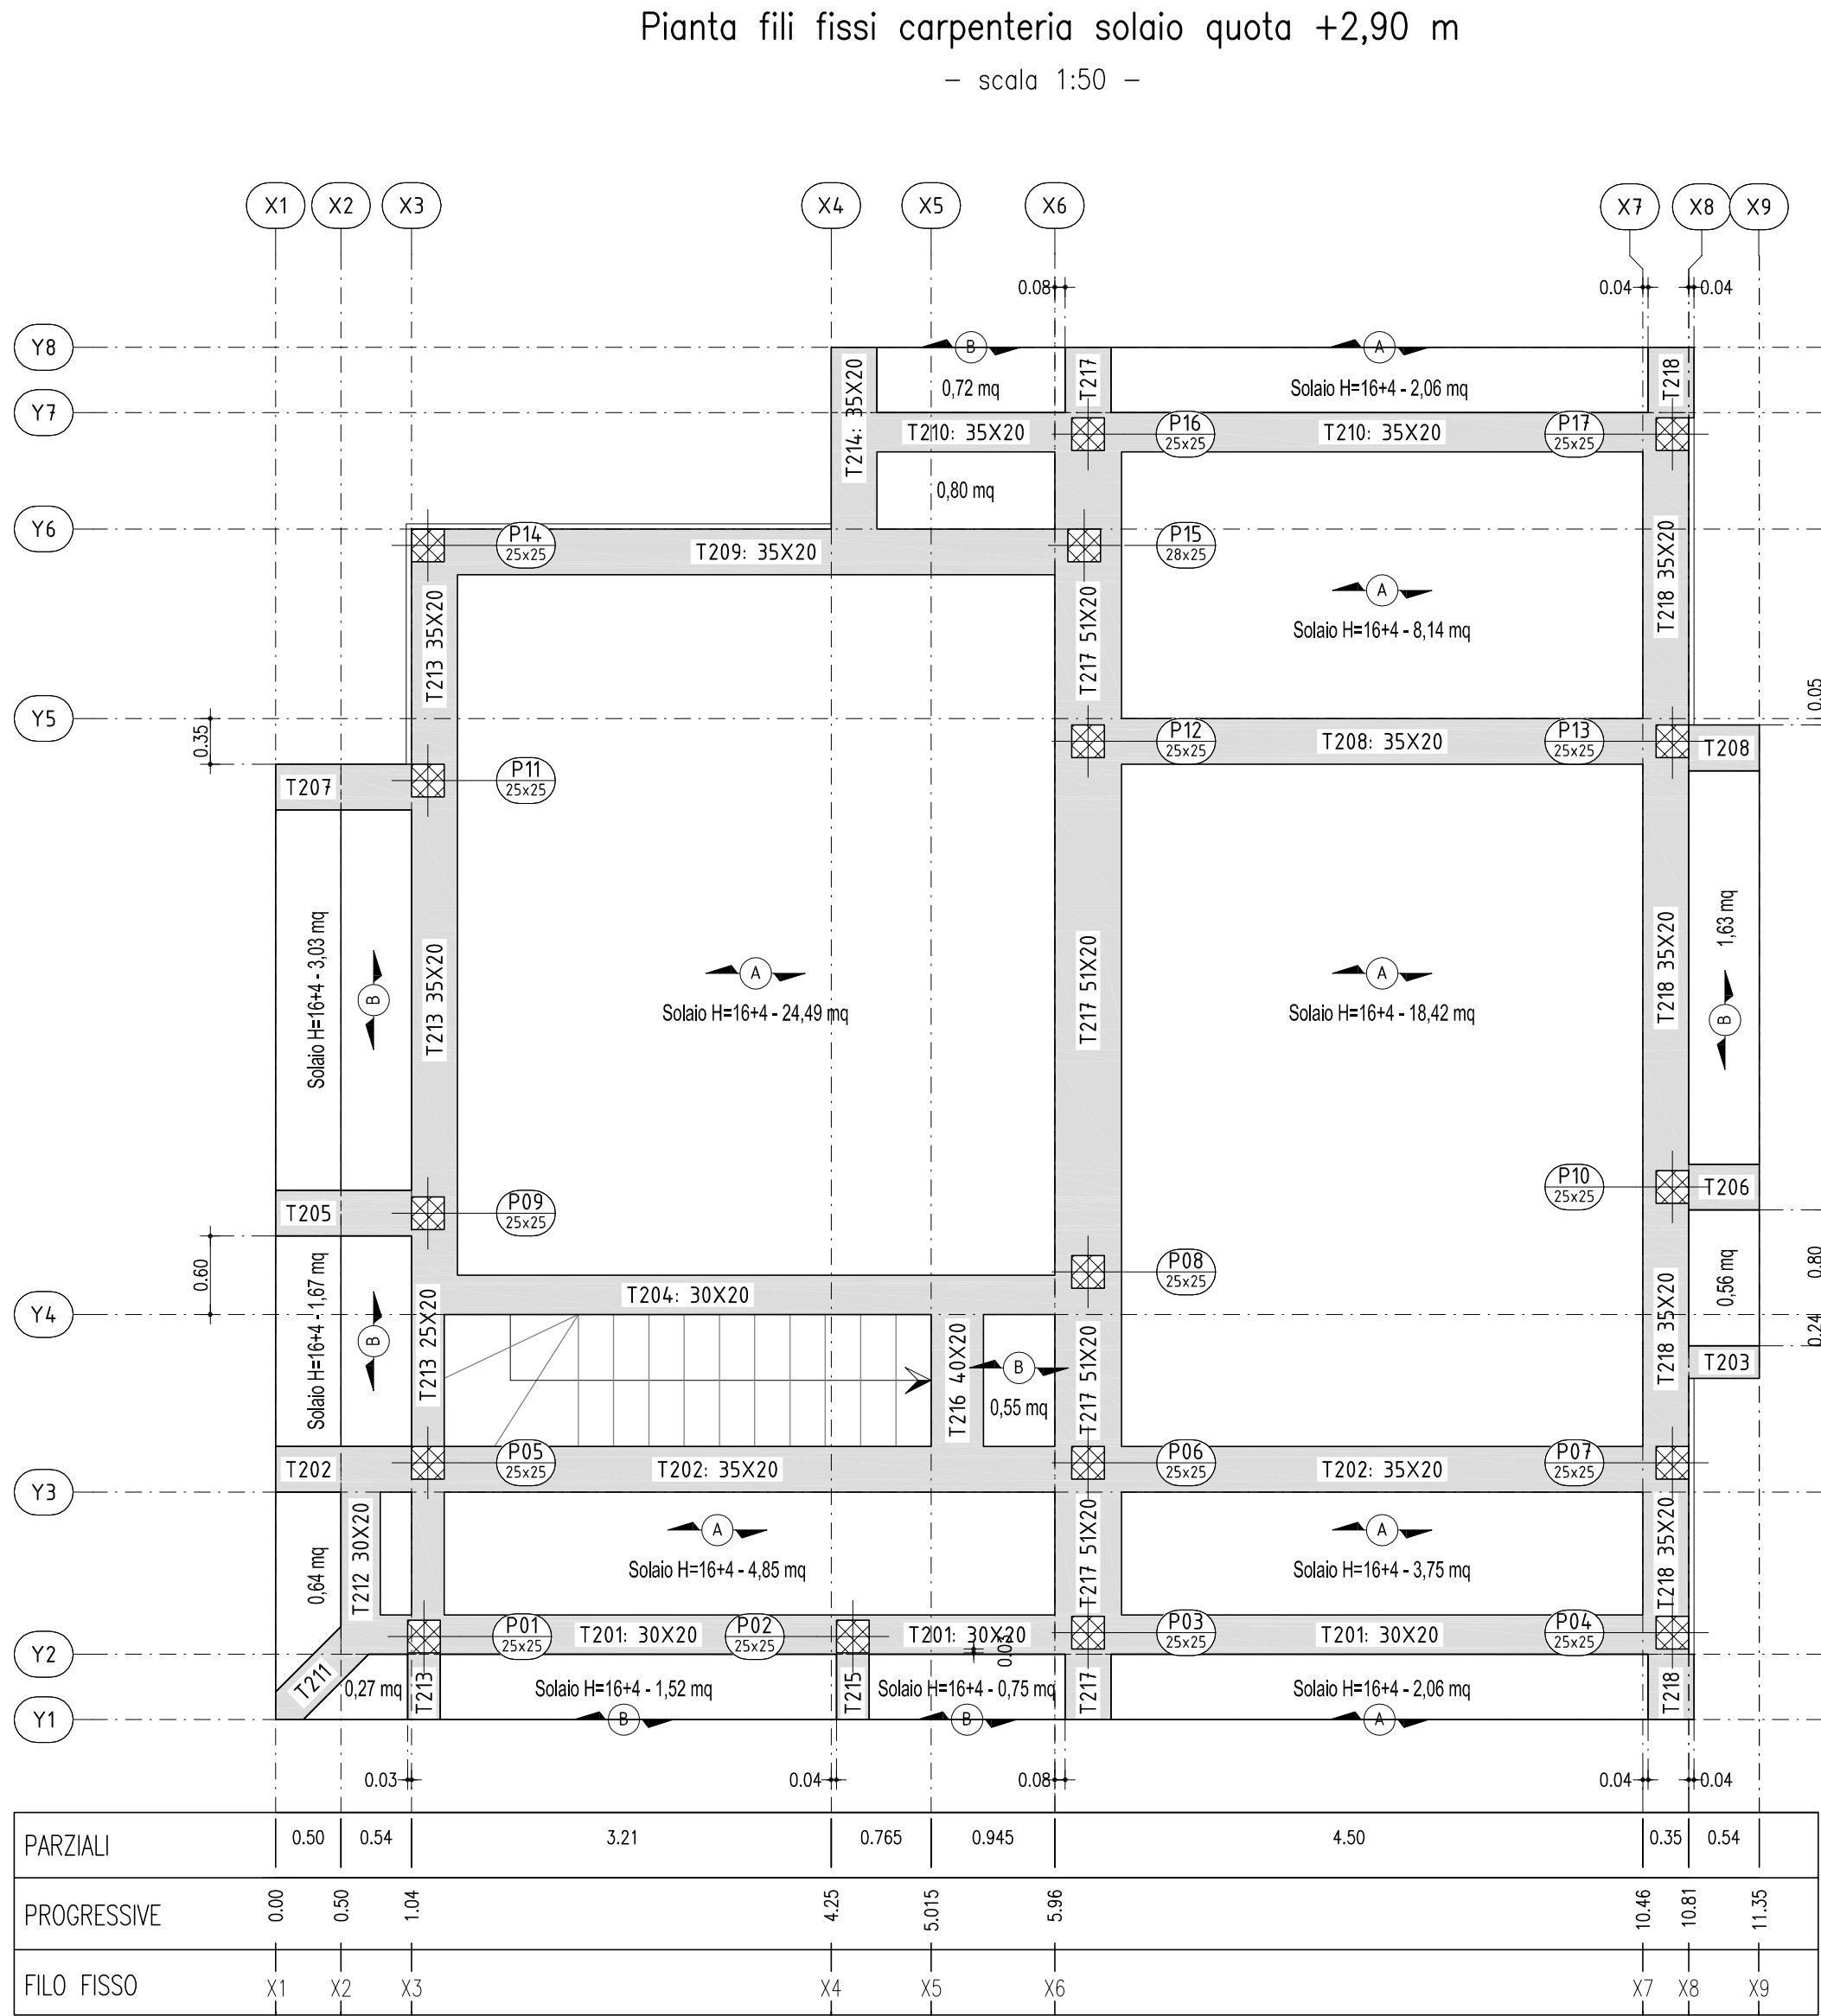 Pianta fili fissi carpenteria solaio quota +2,90 m
– scala 1:50 –
X1 X2 X3 X4 X5 X6 X7 X8 X9
0.08 0.04 0.04
Y8
B
A
T214: 35X20
0,72 mq
T217
Solaio H=16+4 - 2,06 mq
T218
Y7
T210: 35X20
P16
25x25
T210: 35X20
P17
25x25
0,80 mq
Y6
P14
25x25
T209: 35X20
P15
28x25
T213 35X20
T217 51X20
A
Solaio H=16+4 - 8,14 mq
T218 35X20
Y5
0.35
0.05
P12
25x25
T208: 35X20
P13
25x25
T208
T207
P11
25x25
Solaio H=16+4 - 3,03 mq
B
T213 35X20
A
Solaio H=16+4 - 24,49 mq
T217 51X20
A
Solaio H=16+4 - 18,42 mq
T218 35X20
1,63 mq
B
T205
P09
25x25
P10
25x25
T206
0.60
P08
25x25
0.80
0,56 mq
Y4
T204: 30X20
Solaio H=16+4 - 1,67 mq
B
T213 25X20
T216 40X20
B
0,55 mq
T217 51X20
T218 35X20
0.24
T203
T202
P05
25x25
T202: 35X20
P06
25x25
T202: 35X20
P07
25x25
Y3
0,64 mq
T212 30X20
A
Solaio H=16+4 - 4,85 mq
T217 51X20
A
Solaio H=16+4 - 3,75 mq
T218 35X20
P01
25x25
T201: 30X20
P02
25x25
T201: 30X20
0.03
P03
25x25
T201: 30X20
P04
25x25
Y2
T211
0,27 mq
T213
Solaio H=16+4 - 1,52 mq
T215
Solaio H=16+4 - 0,75 mq
T217
Solaio H=16+4 - 2,06 mq
T218
Y1
B
B
A
0.03 0.04 0.08 0.04 0.04
PARZIALI 0.50 0.54 3.21 0.765 0.945 4.50 0.35 0.54
PROGRESSIVE 0.00 0.50 1.04 4.25 5.015 5.96 10.46 10.81 11.35
FILO FISSO X1 X2 X3 X4 X5 X6 X7 X8 X9